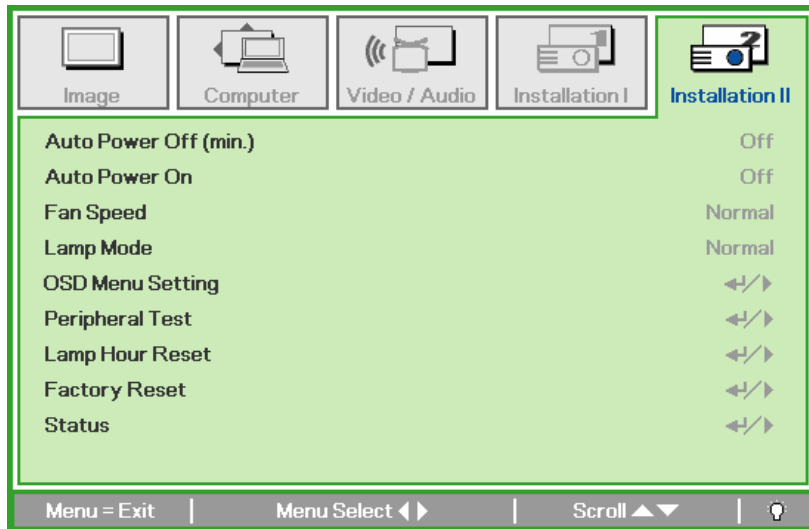 Image Computer Video / Audio Installation I Installation II
Auto Power Off (min.) Off
Auto Power On Off
Fan Speed Normal
Lamp Mode Normal
OSD Menu Setting
Peripheral Test
Lamp Hour Reset
Factory Reset
Status
Menu = Exit Menu Select Scroll